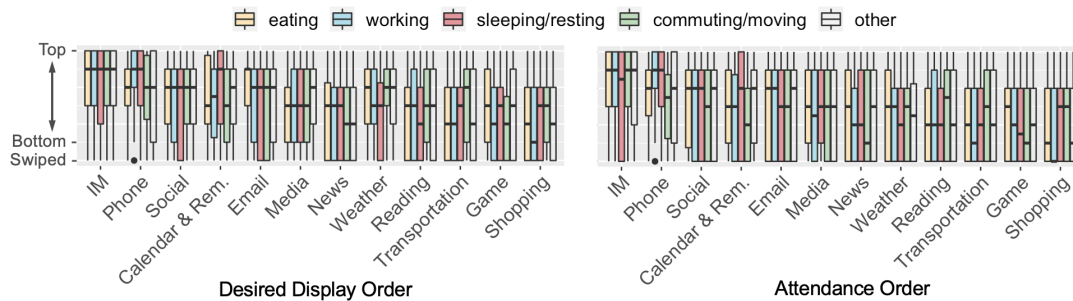 eating working sleeping/resting commuting/moving other
Top
Bottom
Swiped
IM
Phone
Social
Calendar & Rem.
Email
Media
News
Weather
Reading
Transportation
Game
Shopping
Desired Display Order
IM
Phone
Social
Calendar & Rem.
Email
Media
News
Weather
Reading
Transportation
Game
Shopping
Attendance Order